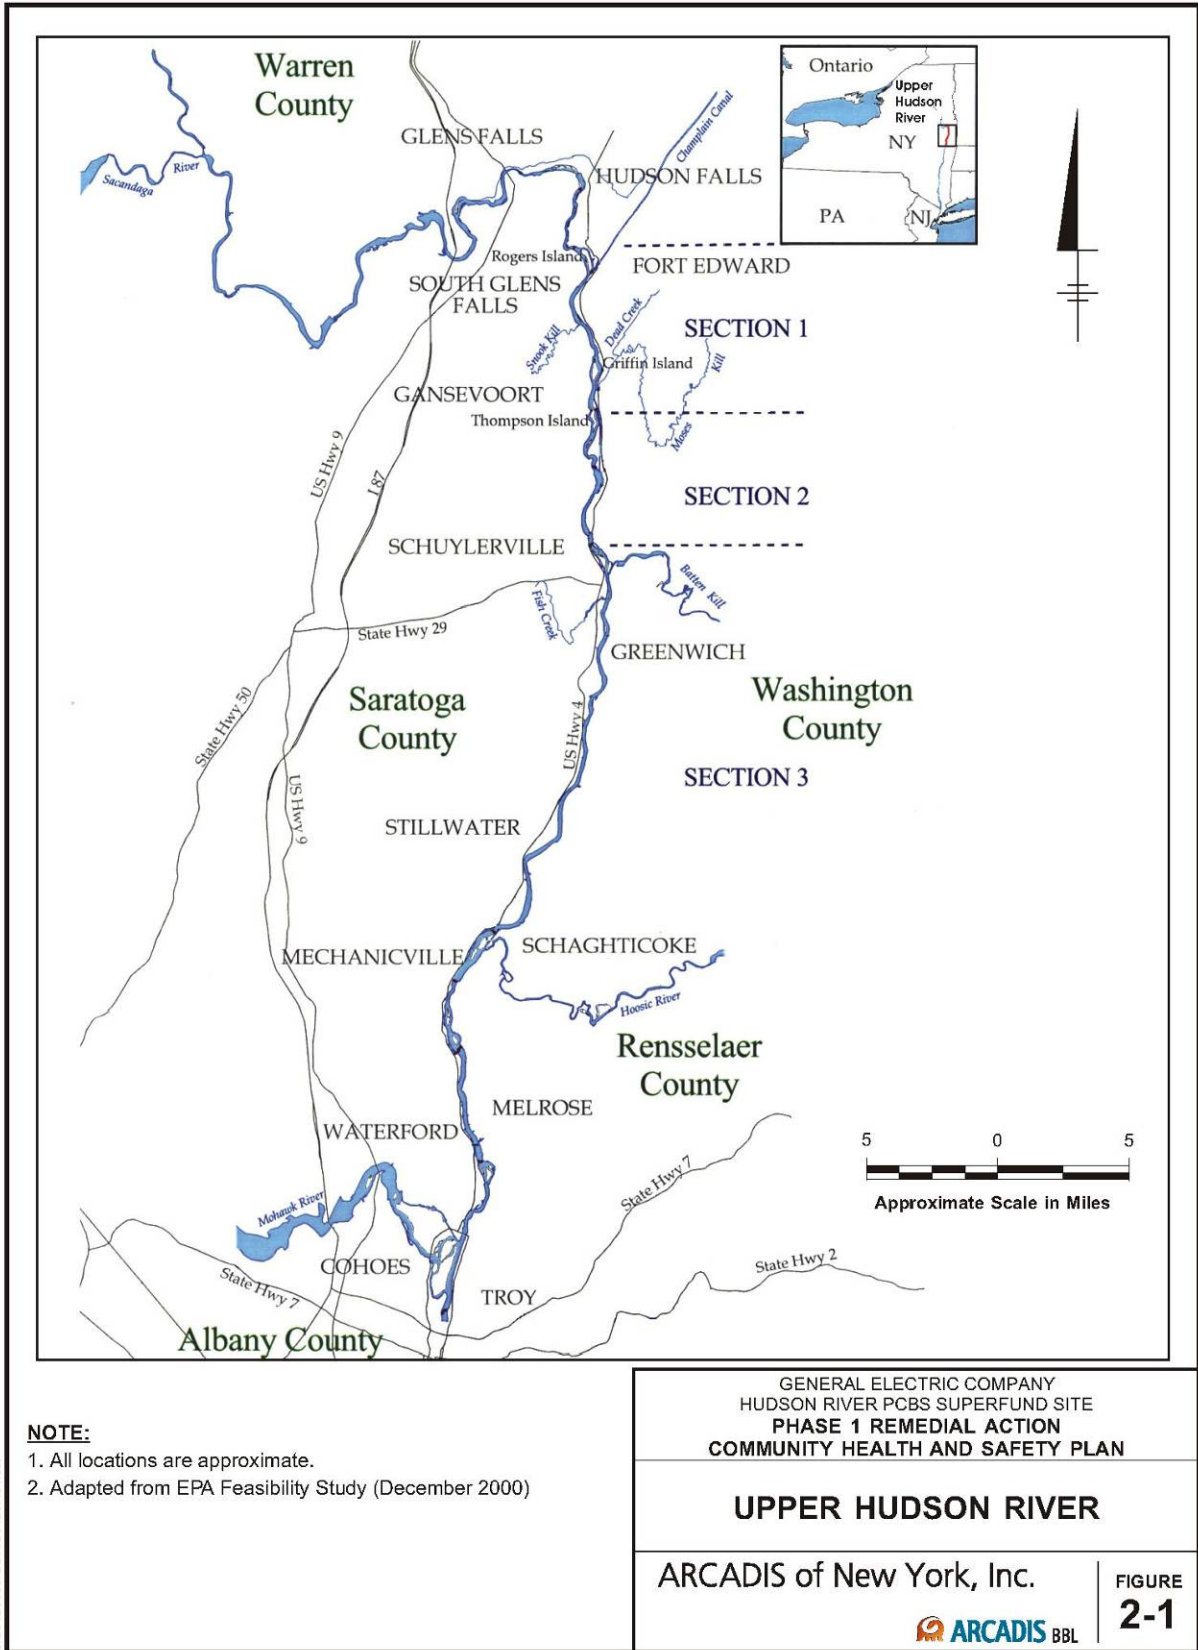 Warren
County
Ontario
Upper
Hudson
River
NY
PA
NJ
GLENS FALLS
Champlain Canal
Sacandaga
River
HUDSON FALLS
Rogers Island
FORT EDWARD
SOUTH GLENS
FALLS
Dead Creek
SECTION 1
Snook Kill
Griffin Island
Kill
GANSEVOORT
Thompson Island
Moses
US Hwy 9
I 87
SECTION 2
SCHUYLERVILLE
Batten Kill
Fish Creek
State Hwy 29
GREENWICH
Saratoga
County
Washington
County
State Hwy 50
US Hwy 4
SECTION 3
US Hwy 9
STILLWATER
MECHANICVILLE
SCHAGHTICOKE
Hoosic River
Rensselaer
County
MELROSE
WATERFORD
5 0 5
Approximate Scale in Miles
State Hwy 7
Mohawk River
COHOES
State Hwy 2
State Hwy 7
TROY
Albany County
NOTE:
1. All locations are approximate.
2. Adapted from EPA Feasibility Study (December 2000)
GENERAL ELECTRIC COMPANY
HUDSON RIVER PCBS SUPERFUND SITE
PHASE 1 REMEDIAL ACTION
COMMUNITY HEALTH AND SAFETY PLAN
UPPER HUDSON RIVER
ARCADIS of New York, Inc.
ARCADIS BBL
FIGURE
2-1